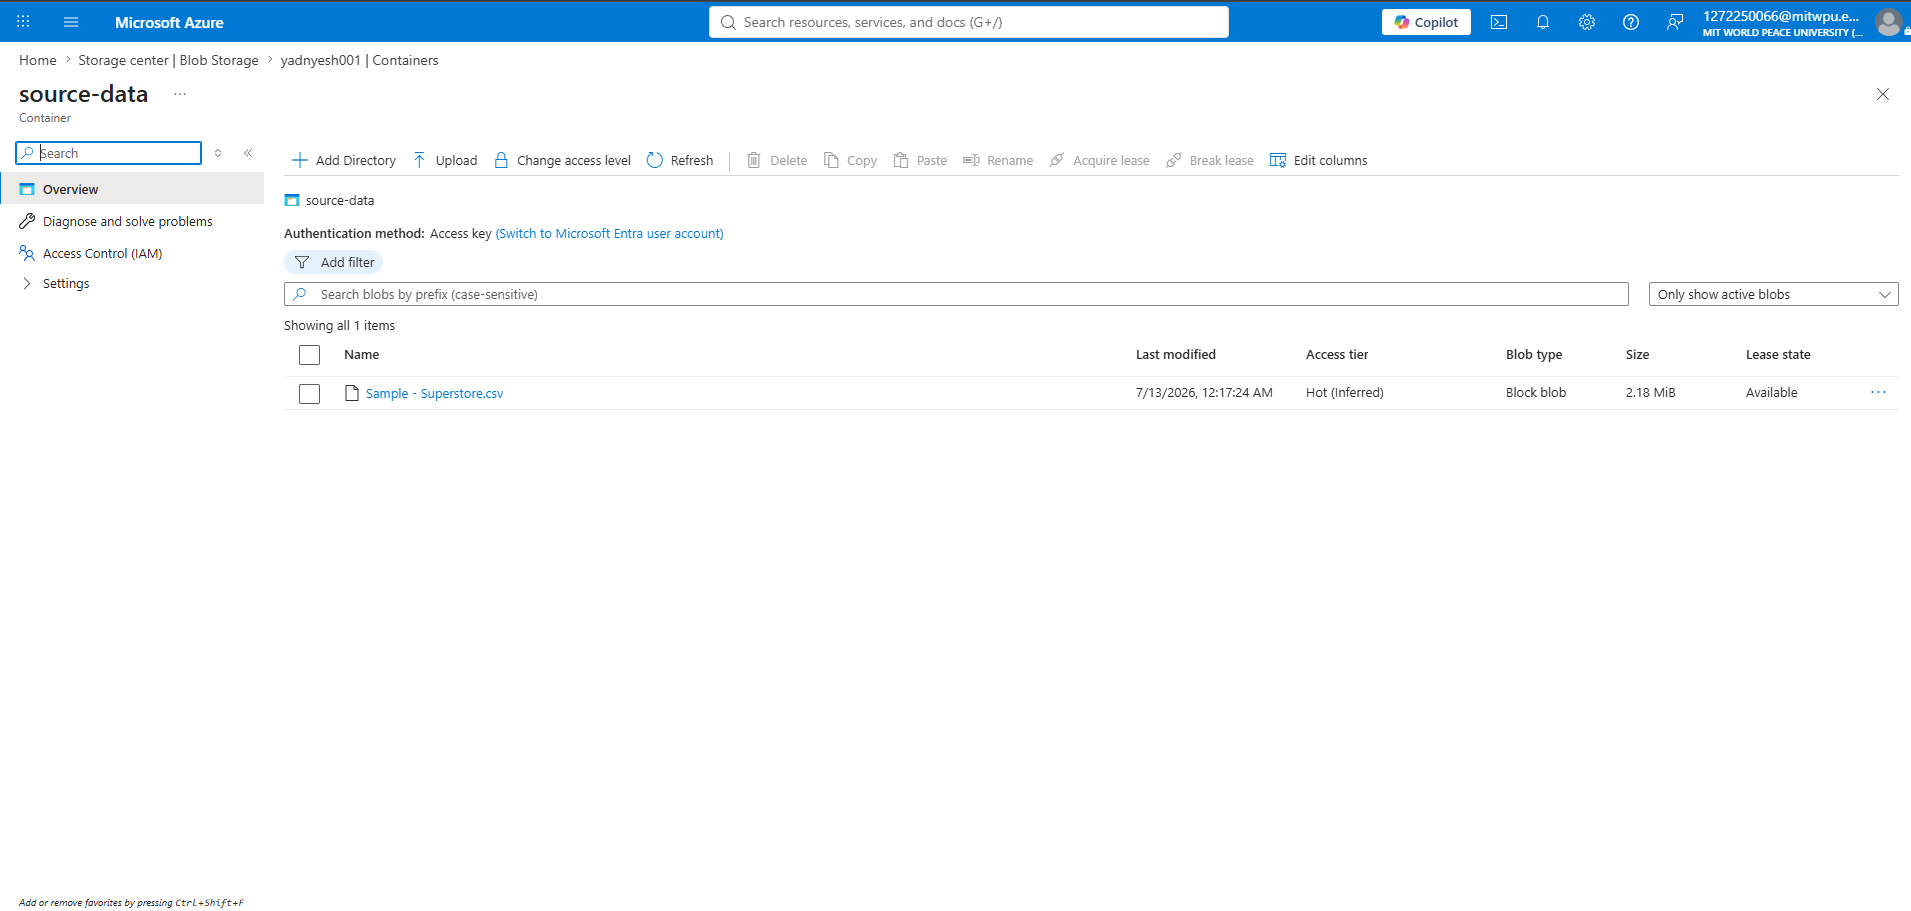 Microsoft Azure
Search resources, services, and docs (G+/)
Copilot
1272250066@mitwpu.e...
MIT WORLD PEACE UNIVERSITY (...
Home > Storage center | Blob Storage > yadnyesh001 | Containers
source-data ...
Container
Search
Overview
Diagnose and solve problems
Access Control (IAM)
Settings
Add Directory Upload Change access level Refresh Delete Copy Paste Rename Acquire lease Break lease Edit columns
source-data
Authentication method: Access key (Switch to Microsoft Entra user account)
Add filter
Search blobs by prefix (case-sensitive)
Only show active blobs
Showing all 1 items
Name Last modified Access tier Blob type Size Lease state
Sample - Superstore.csv 7/13/2026, 12:17:24 AM Hot (Inferred) Block blob 2.18 MiB Available ...
Add or remove favorites by pressing Ctrl+Shift+F